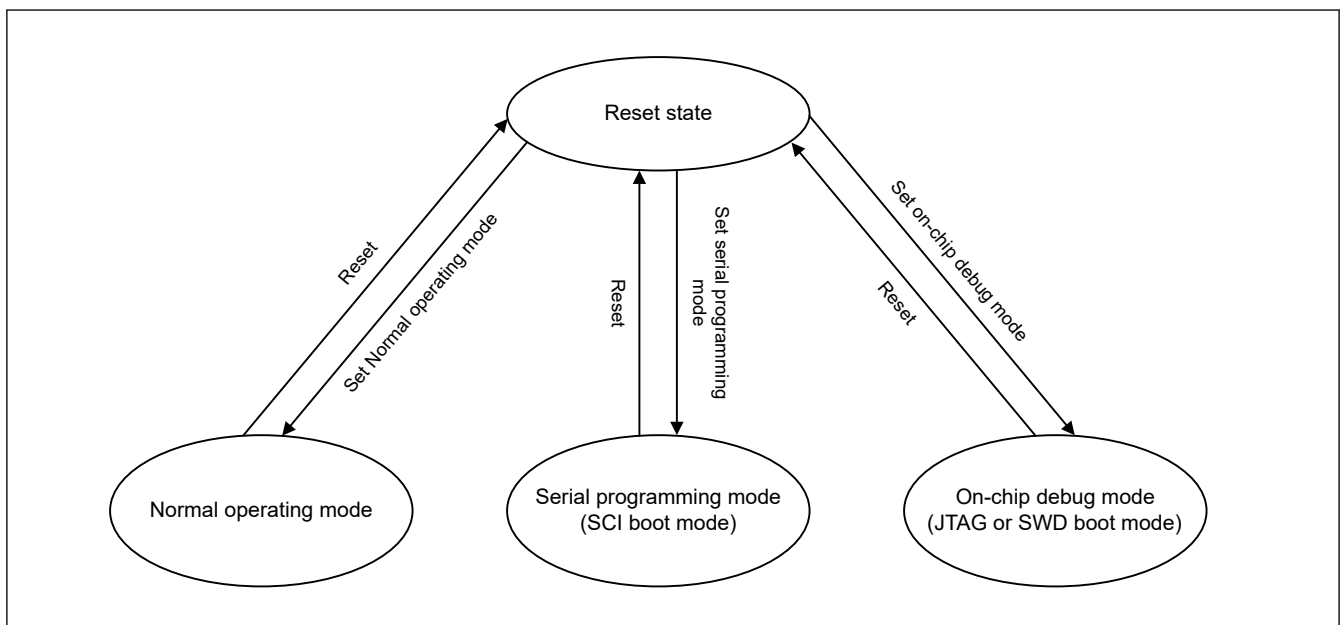 Reset state
Reset
Set Normal operating mode
Reset
Set serial programming
mode
Reset
Set on-chip debug mode
Normal operating mode
Serial programming mode
(SCI boot mode)
On-chip debug mode
(JTAG or SWD boot mode)